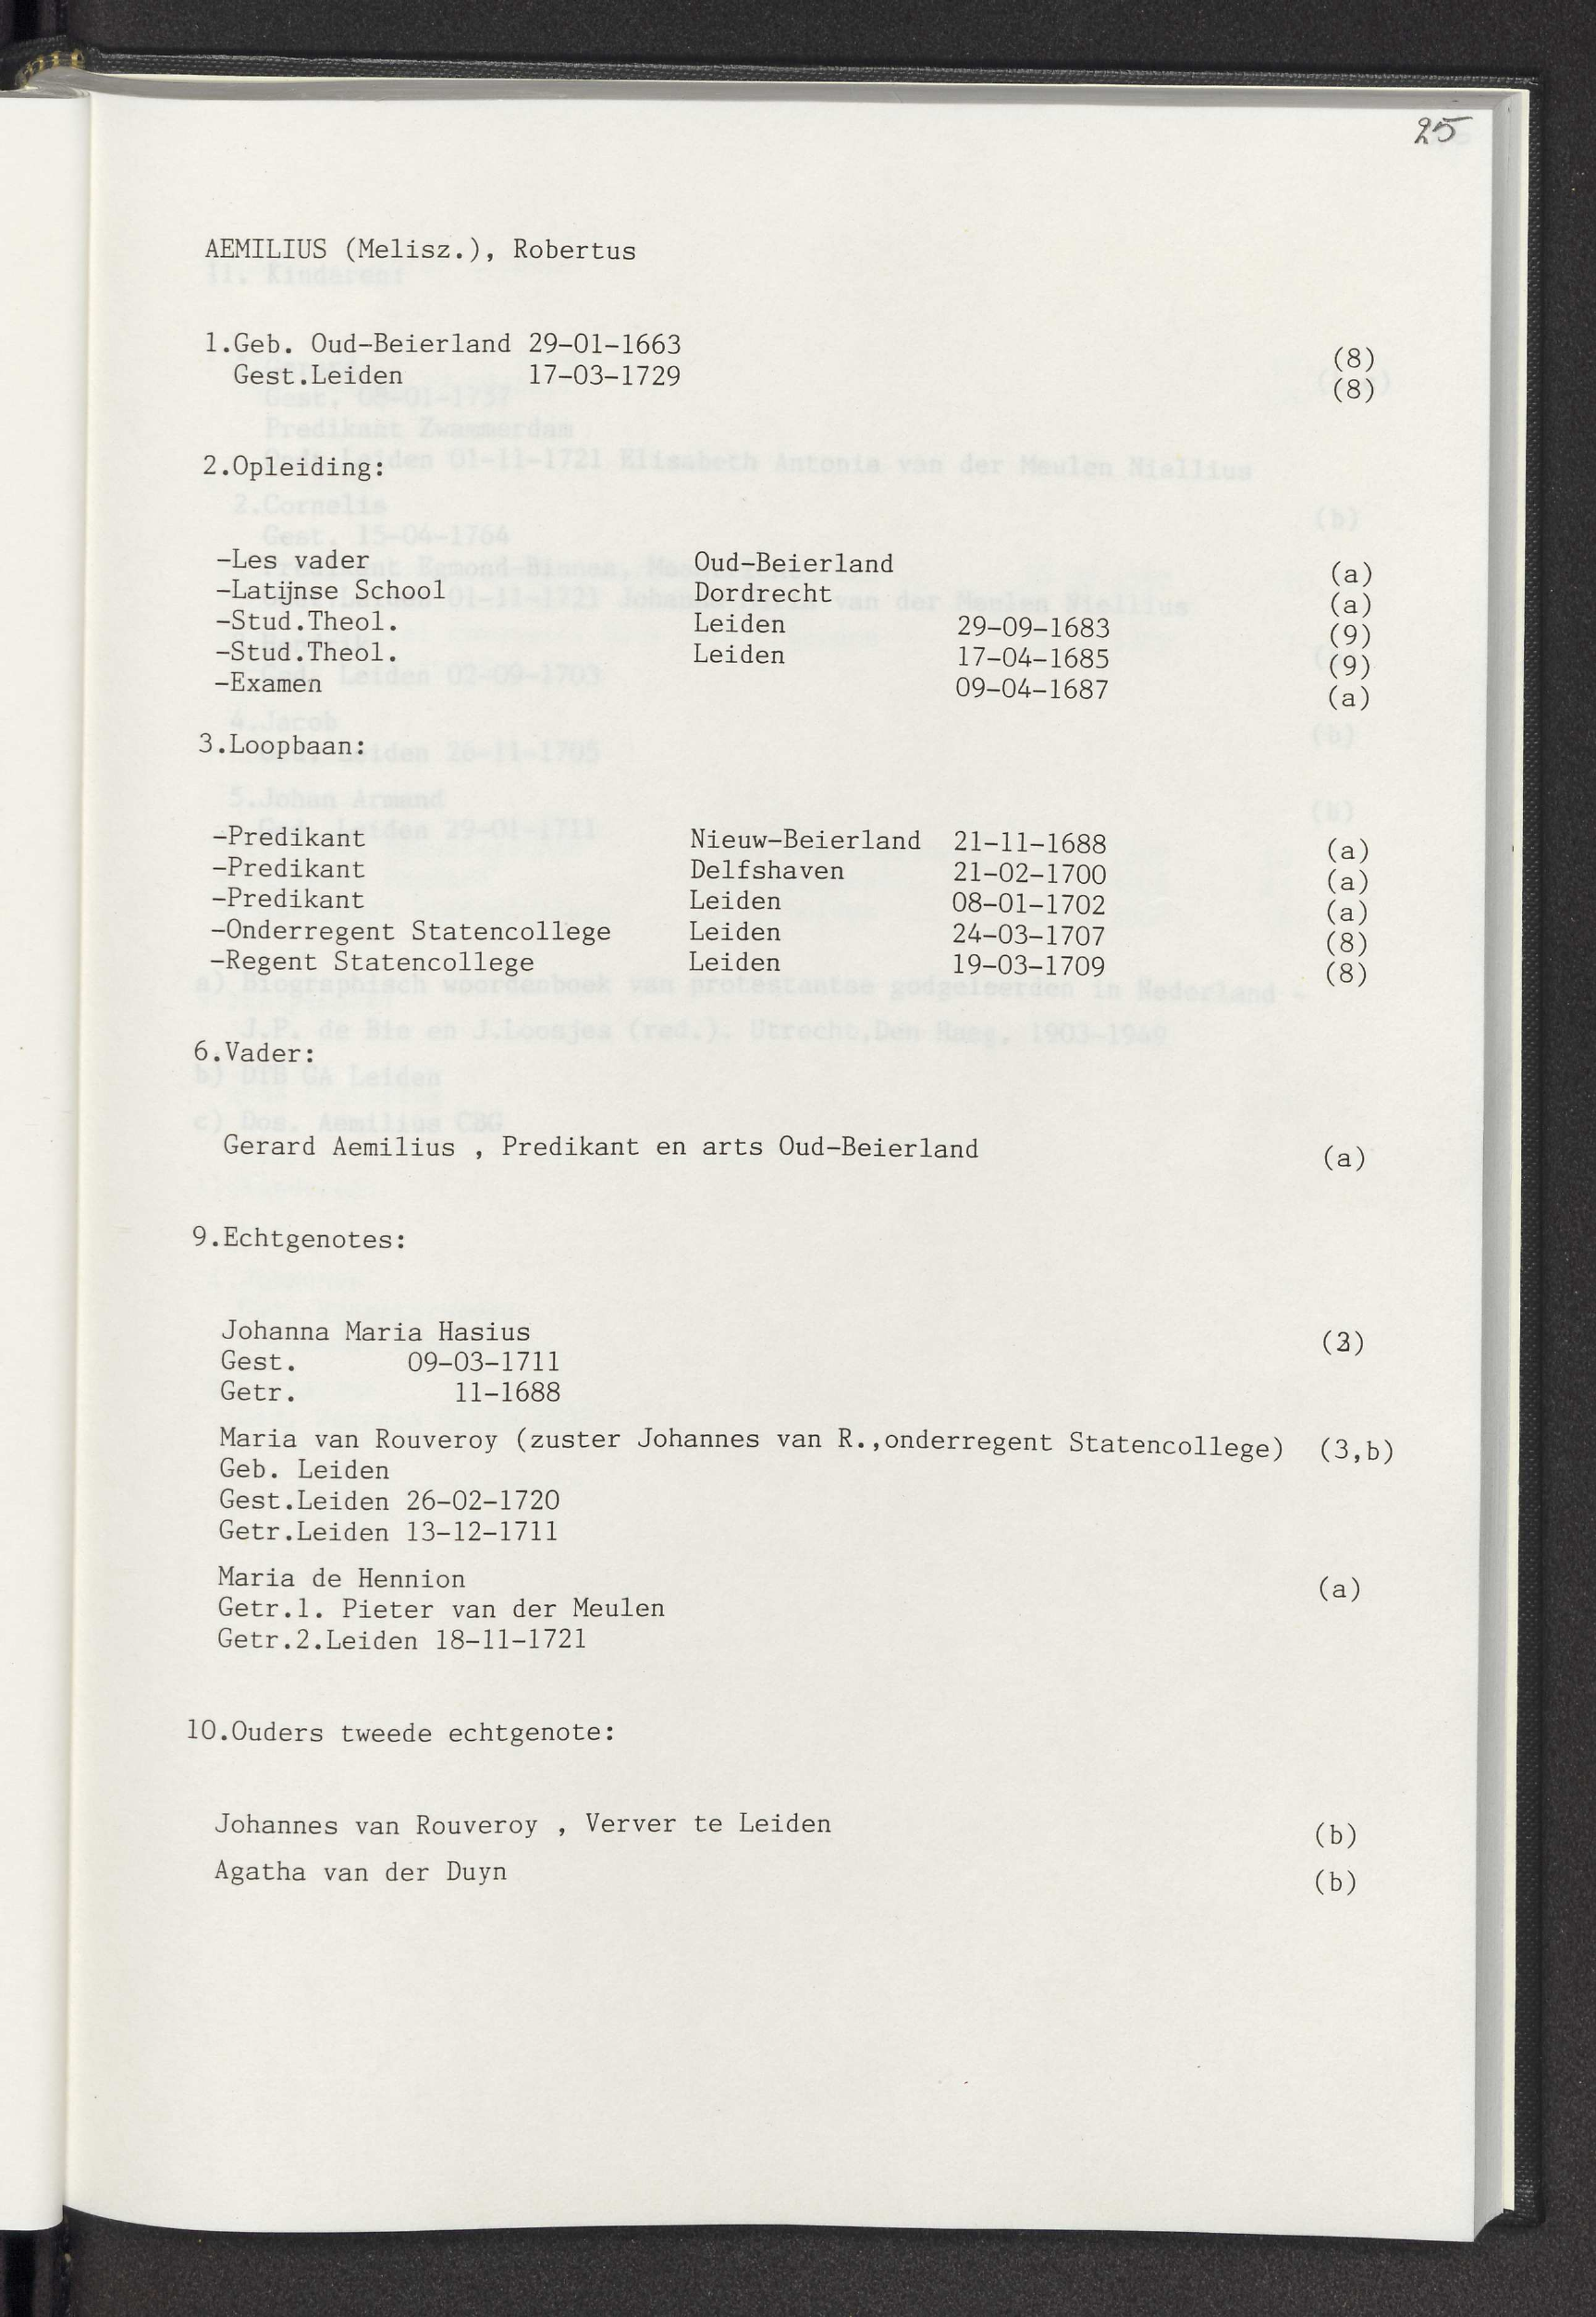 25
AEMILIUS (Melisz.), Robertus
1.Geb. Oud-Beierland 29-01-1663 (8)
Gest.Leiden 17-03-1729 (8)
2.Opleiding:
-Les vader Oud-Beierland (a)
-Latijnse School Dordrecht (a)
-Stud.Theol. Leiden 29-09-1683 (9)
-Stud.Theol. Leiden 17-04-1685 (9)
-Examen 09-04-1687 (a)
3.Loopbaan:
-Predikant Nieuw-Beierland 21-11-1688 (a)
-Predikant Delfshaven 21-02-1700 (a)
-Predikant Leiden 08-01-1702 (a)
-Onderregent Statencollege Leiden 24-03-1707 (8)
-Regent Statencollege Leiden 19-03-1709 (8)
6.Vader:
Gerard Aemilius , Predikant en arts Oud-Beierland (a)
9.Echtgenotes:
Johanna Maria Hasius (3)
Gest. 09-03-1711
Getr. 11-1688
Maria van Rouveroy (zuster Johannes van R.,onderregent Statencollege) (3,b)
Geb. Leiden
Gest.Leiden 26-02-1720
Getr.Leiden 13-12-1711
Maria de Hennion (a)
Getr.1. Pieter van der Meulen
Getr.2.Leiden 18-11-1721
10.Ouders tweede echtgenote:
Johannes van Rouveroy , Verver te Leiden (b)
Agatha van der Duyn (b)